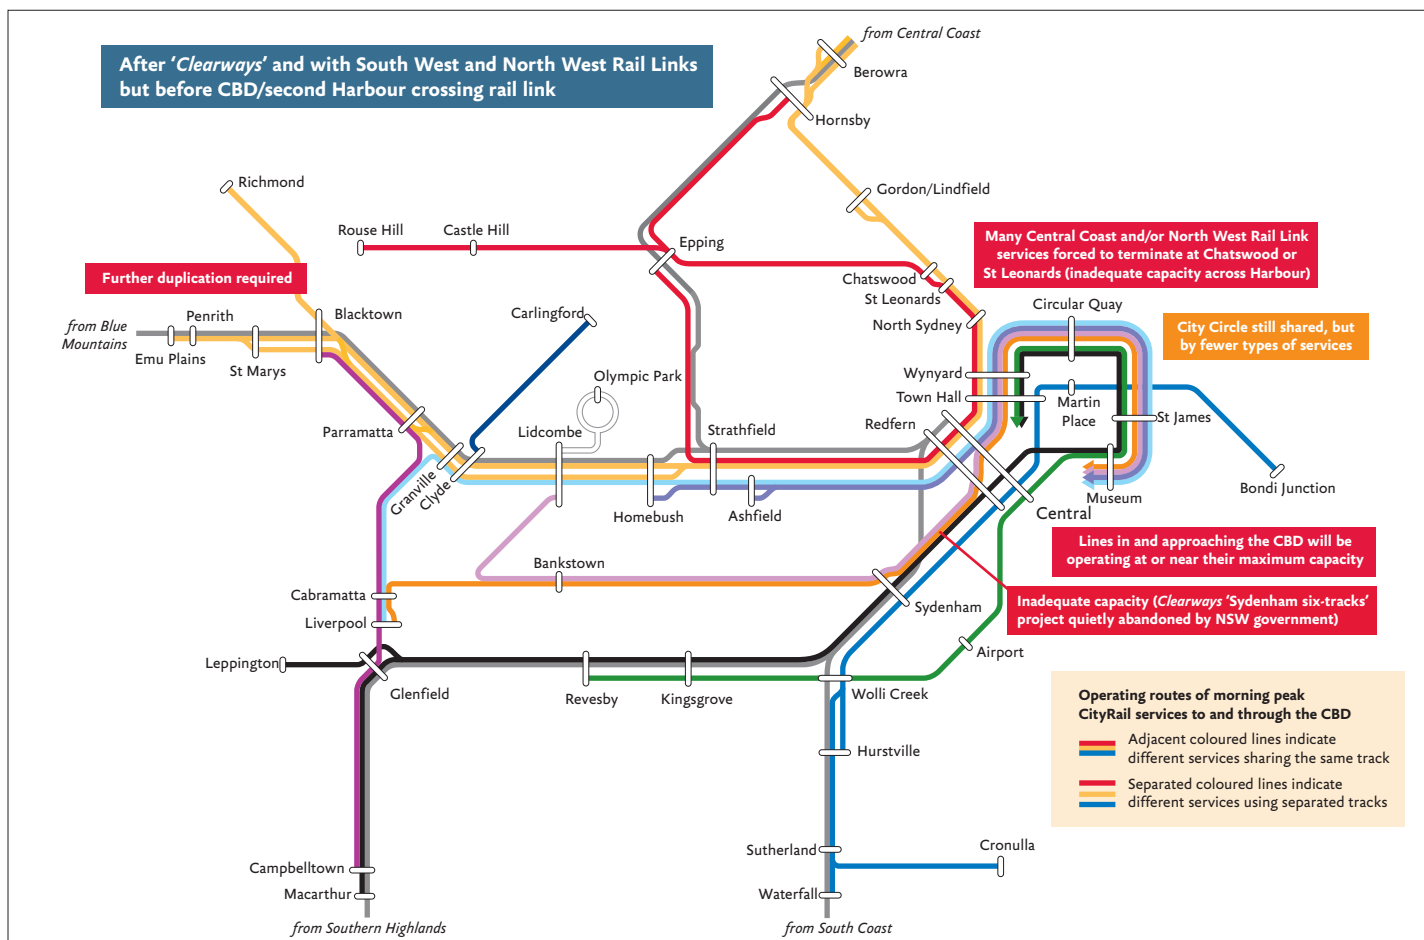 After ‘Clearways’ and with South West and North West Rail Links
but before CBD/second Harbour crossing rail link
from Central Coast
Berowra
Hornsby
Richmond
Gordon/Lindfield
Rouse Hill
Castle Hill
Epping
Many Central Coast and/or North West Rail Link
services forced to terminate at Chatswood or
St Leonards (inadequate capacity across Harbour)
Further duplication required
Chatswood
St Leonards
North Sydney
Circular Quay
from Blue
Mountains
Penrith
Emu Plains
St Marys
Blacktown
Carlingford
City Circle still shared, but
by fewer types of services
Olympic Park
Wynyard
Town Hall
Martin
Place
St James
Redfern
Parramatta
Lidcombe
Strathfield
Granville
Clyde
Homebush
Ashfield
Museum
Central
Bondi Junction
Lines in and approaching the CBD will be
operating at or near their maximum capacity
Bankstown
Cabramatta
Liverpool
Sydenham
Inadequate capacity (Clearways ‘Sydenham six-tracks’
project quietly abandoned by NSW government)
Airport
Leppington
Glenfield
Revesby
Kingsgrove
Wolli Creek
Hurstville
Operating routes of morning peak
CityRail services to and through the CBD
Adjacent coloured lines indicate
different services sharing the same track
Separated coloured lines indicate
different services using separated tracks
Sutherland
Cronulla
Campbelltown
Macarthur
Waterfall
from Southern Highlands
from South Coast